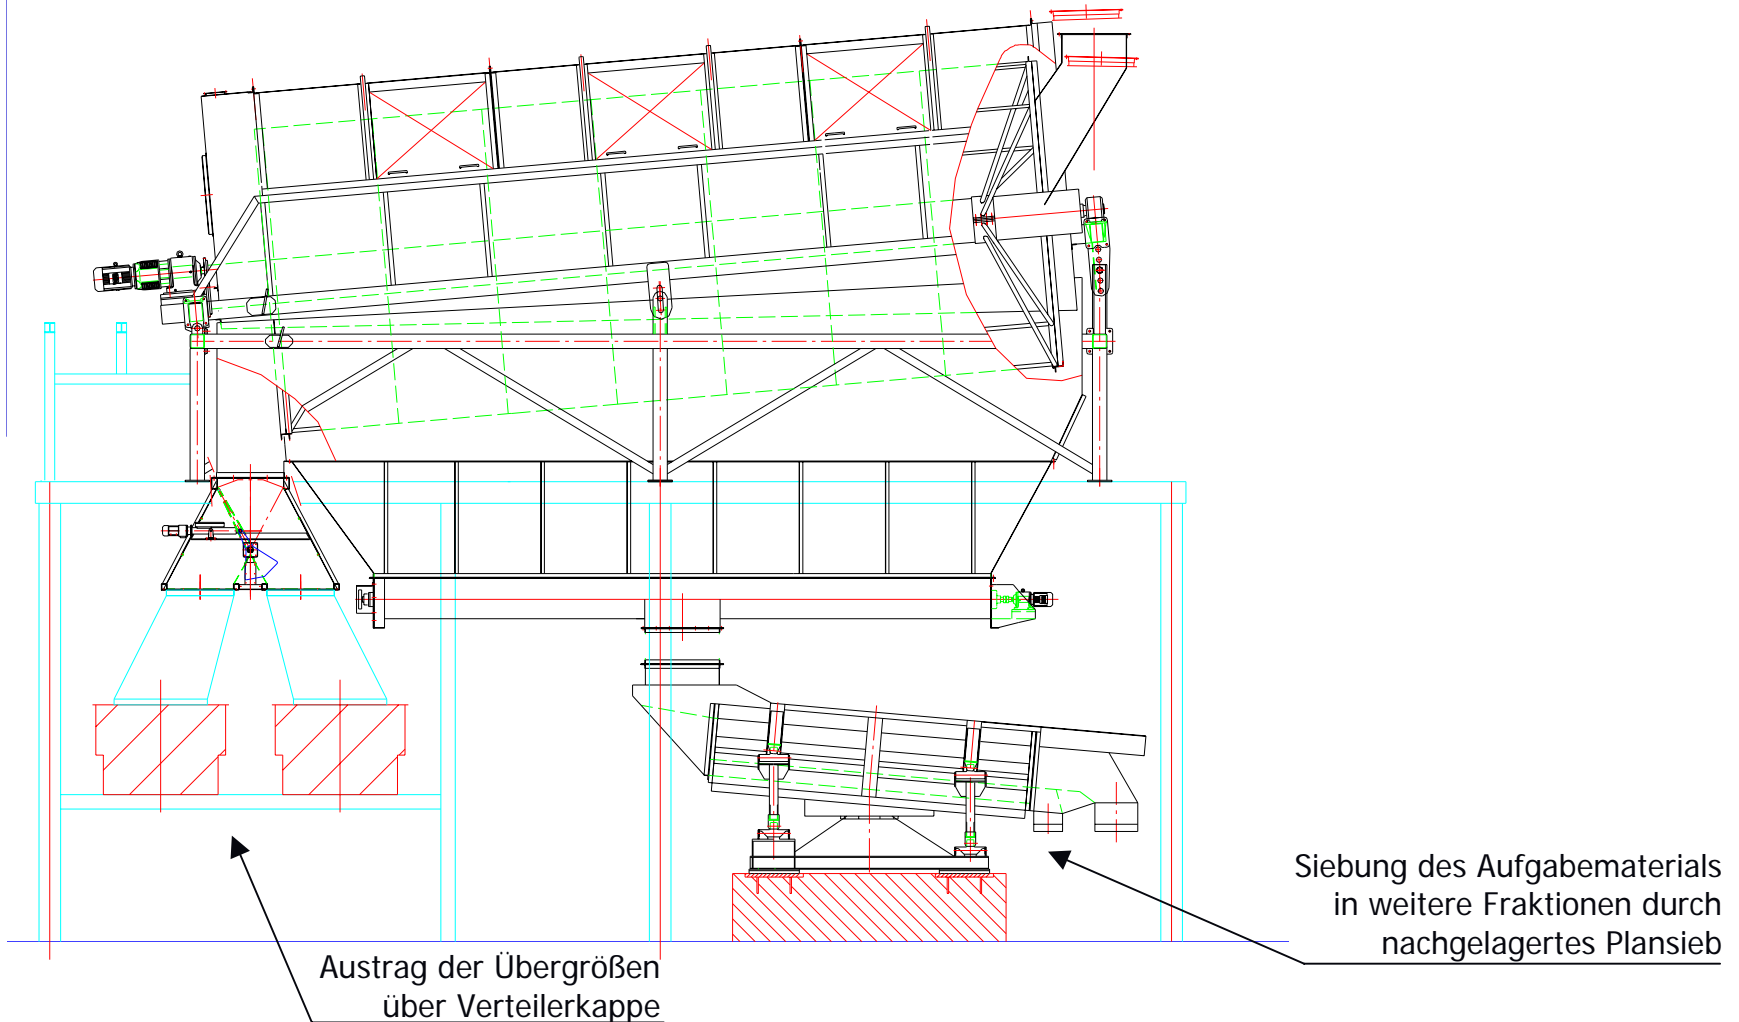 Siebung des Aufgabematerials
in weitere Fraktionen durch
nachgelagertes Plansieb
Austrag der Übergrößen
über Verteilerkappe